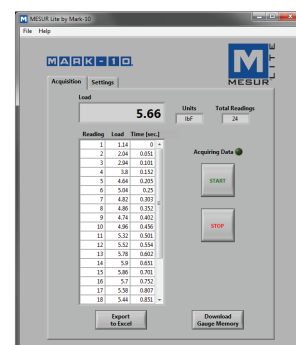 MESUR Lite by Mark-10
File Help
MARK-10
M
MESUR
LITE
Acquisition Settings
Load
5.66
Units
lbF
Total Readings
24
Reading Load Time [sec.]
1 1.14 0
2 2.04 0.051
3 2.94 0.101
4 3.8 0.152
5 4.64 0.205
6 5.04 0.25
7 4.82 0.303
8 4.86 0.352
9 4.74 0.402
10 4.96 0.456
11 5.32 0.501
12 5.52 0.554
13 5.78 0.602
14 5.9 0.651
15 5.86 0.701
16 5.7 0.752
17 5.58 0.807
18 5.44 0.851
Acquiring Data
START
STOP
Export
to Excel
Download
Gauge Memory